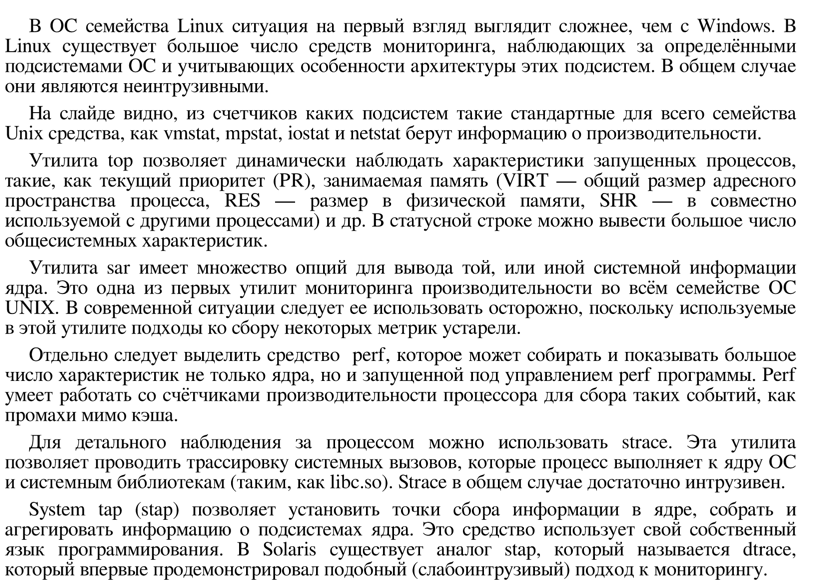 В ОС семейства Linux ситуация на первый взгляд выглядит сложнее, чем с Windows. В
Linux существует большое число средств мониторинга, наблюдающих за определёнными
подсистемами ОС и учитывающих особенности архитектуры этих подсистем. В общем случае
они являются неинтрузивными.
На слайде видно, из счетчиков каких подсистем такие стандартные для всего семейства
Unix средства, как vmstat, mpstat, iostat и netstat берут информацию о производительности.
Утилита top позволяет динамически наблюдать характеристики запущенных процессов,
такие, как текущий приоритет (PR), занимаемая память (VIRT — общий размер адресного
пространства процесса, RES — размер в физической памяти, SHR — в совместно
используемой с другими процессами) и др. В статусной строке можно вывести большое число
общесистемных характеристик.
Утилита sar имеет множество опций для вывода той, или иной системной информации
ядра. Это одна из первых утилит мониторинга производительности во всём семействе ОС
UNIX. В современной ситуации следует ее использовать осторожно, поскольку используемые
в этой утилите подходы ко сбору некоторых метрик устарели.
Отдельно следует выделить средство perf, которое может собирать и показывать большое
число характеристик не только ядра, но и запущенной под управлением perf программы. Perf
умеет работать со счётчиками производительности процессора для сбора таких событий, как
промахи мимо кэша.
Для детального наблюдения за процессом можно использовать strace. Эта утилита
позволяет проводить трассировку системных вызовов, которые процесс выполняет к ядру ОС
и системным библиотекам (таким, как libc.so). Strace в общем случае достаточно интрузивен.
System tap (stap) позволяет установить точки сбора информации в ядре, собрать и
агрегировать информацию о подсистемах ядра. Это средство использует свой собственный
язык программирования. В Solaris существует аналог stap, который называется dtrace,
который впервые продемонстрировал подобный (слабоинтрузивый) подход к мониторингу.